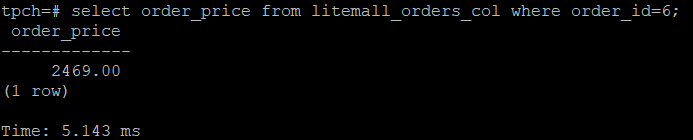 tpch=# select order_price from litemall_orders_col where order_id=6;
 order_price
-------------
     2469.00
(1 row)

Time: 5.143 ms